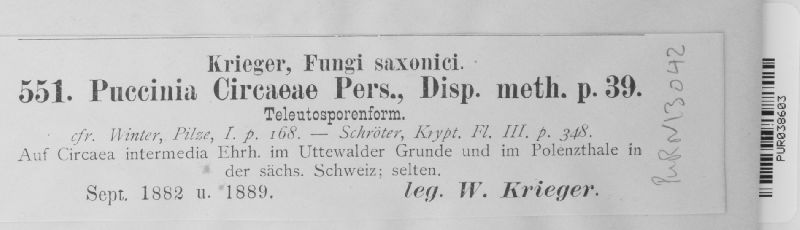 Krieger, Fungi saxonici.
551. Puccinia Circaeae Pers., Disp. meth. p. 39.
Teleutosporenform.
cfr. Winter, Pilze, I. p. 168. — Schröter, Krypt. Fl. III. p. 348.
Auf Circaea intermedia Ehrh. im Uttewalder Grunde und im Polenzthale in
der sächs. Schweiz; selten.
Sept. 1882 u. 1889. leg. W. Krieger.
PUR N13042
PUR038603